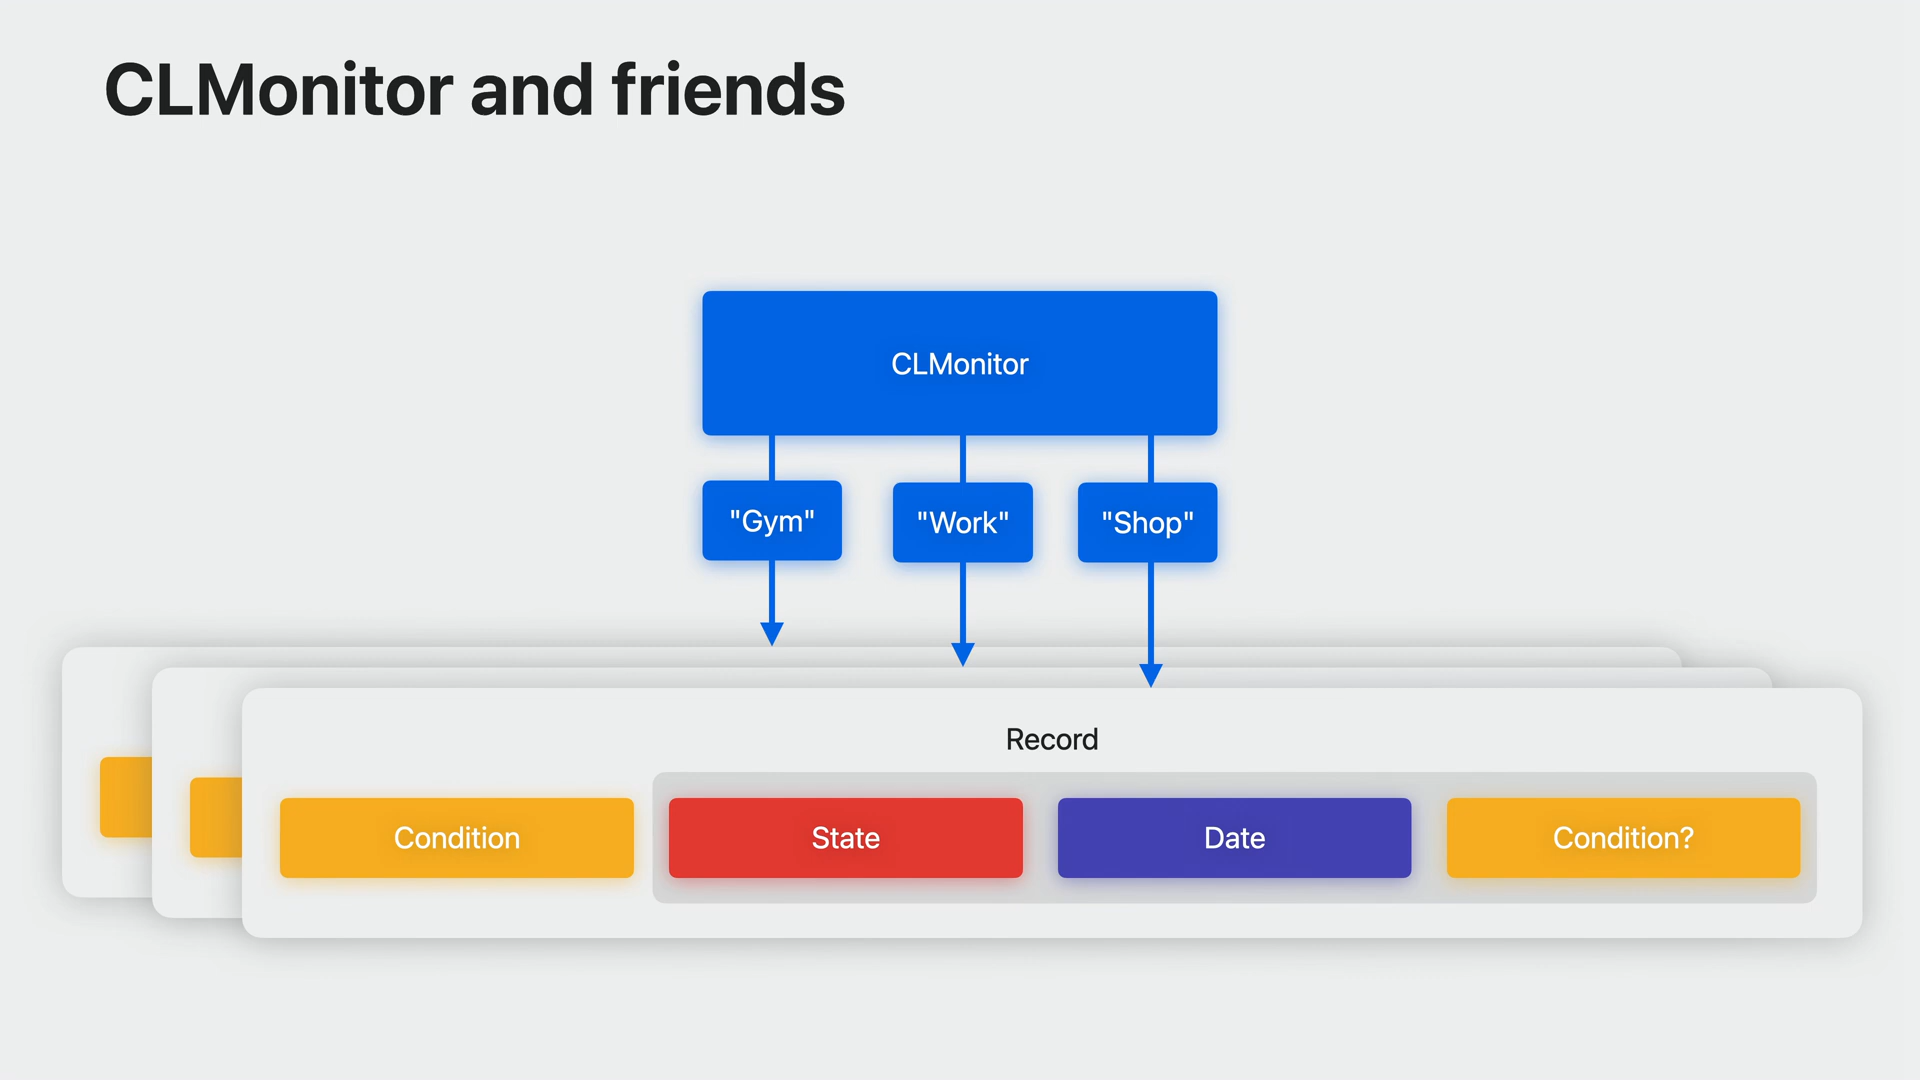 CLMonitor and friends
CLMonitor
"Gym" "Work" "Shop"
Record
Condition State Date Condition?